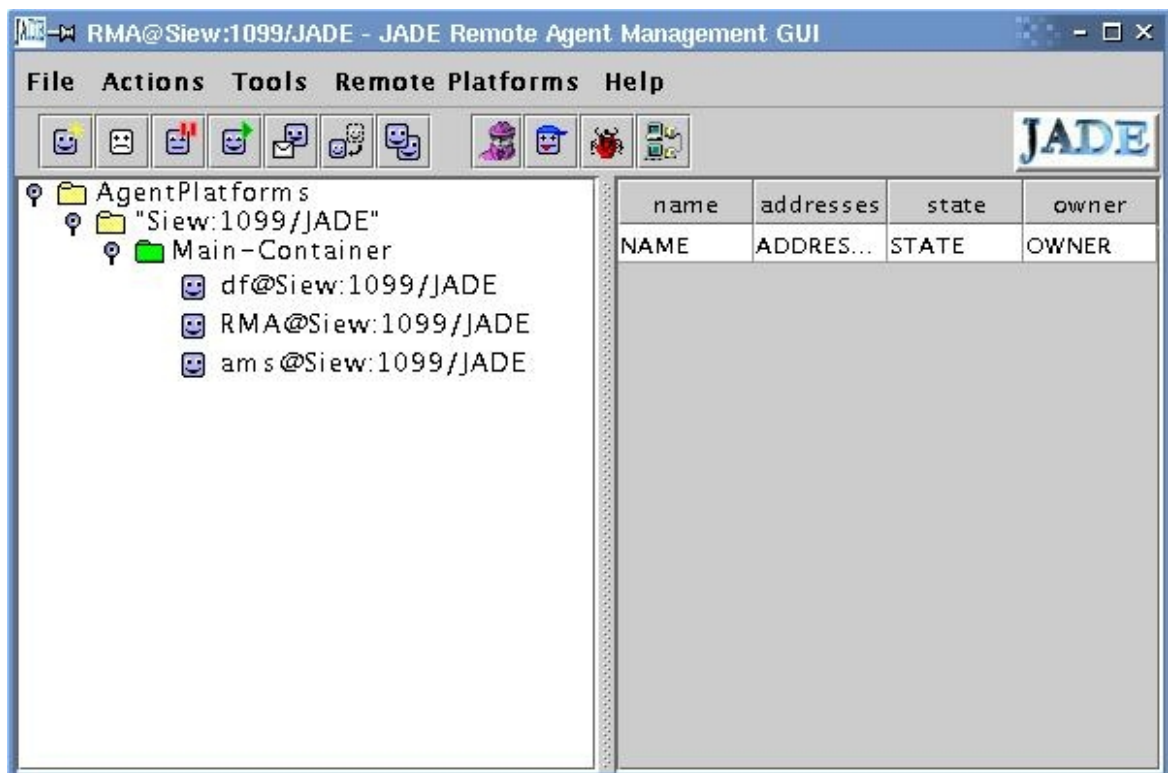 RMA@Siew:1099/JADE - JADE Remote Agent Management GUI
File Actions Tools Remote Platforms Help
JADE
AgentPlatforms
"Siew:1099/JADE"
Main-Container
df@Siew:1099/JADE
RMA@Siew:1099/JADE
ams@Siew:1099/JADE
name addresses state owner
NAME ADDRES... STATE OWNER